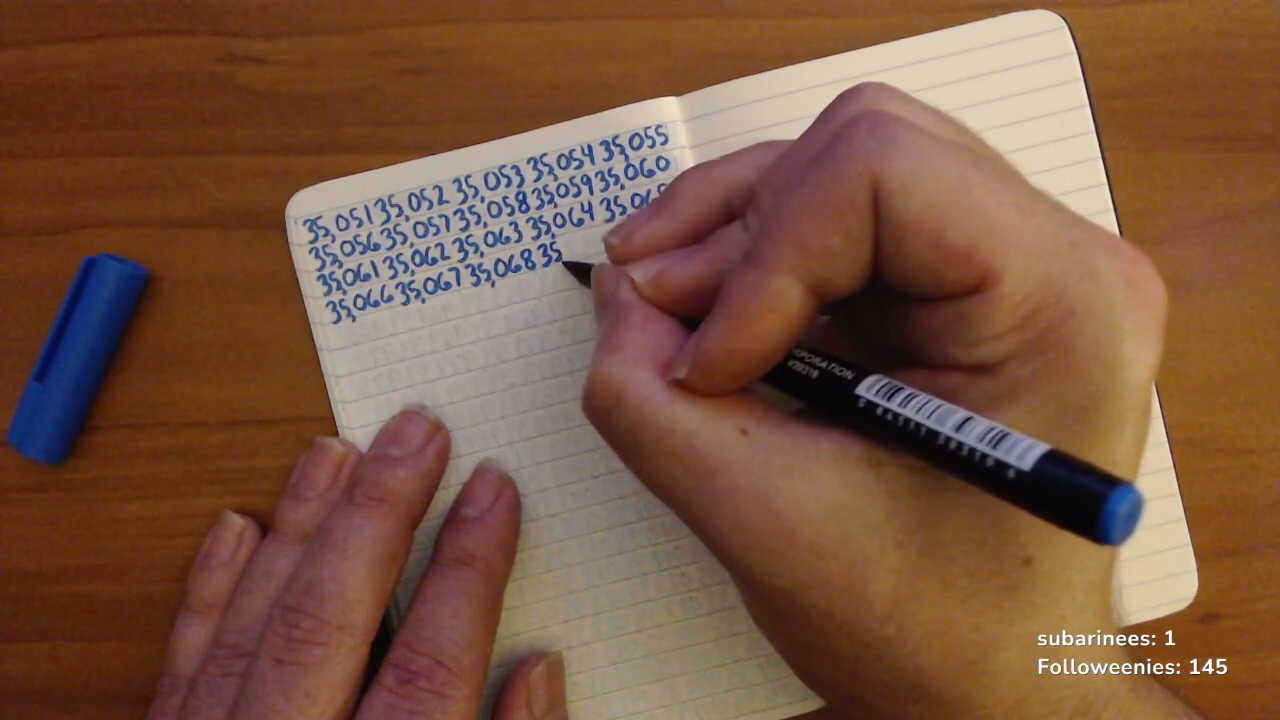 35,051 35,052 35,053 35,054 35,055
35,056 35,057 35,058 35,059 35,060
35,061 35,062 35,063 35,064 35,065
35,066 35,067 35,068 35
subarinees: 1
Followeenies: 145